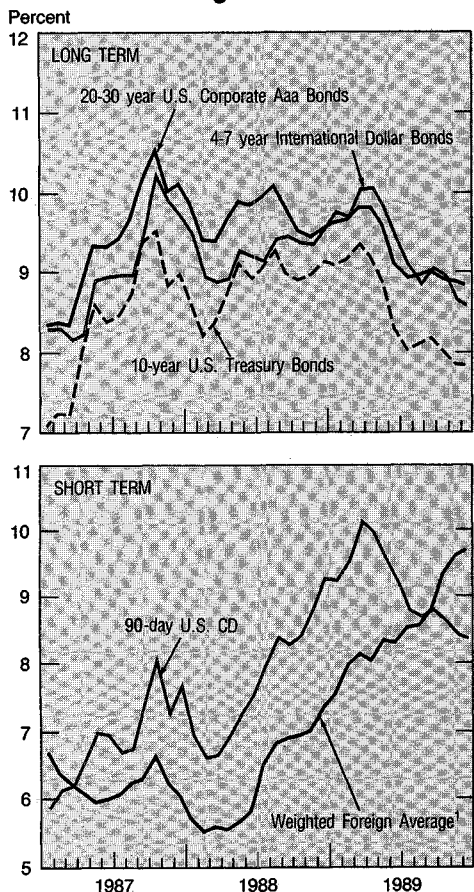 Percent
12
LONG TERM
11
20-30 year U.S. Corporate Aaa Bonds
4-7 year International Dollar Bonds
10
9
8
10-year U.S. Treasury Bonds
7
11
SHORT TERM
10
9
90-day U.S. CD
8
7
6
Weighted Foreign Average¹
5
1987
1988
1989